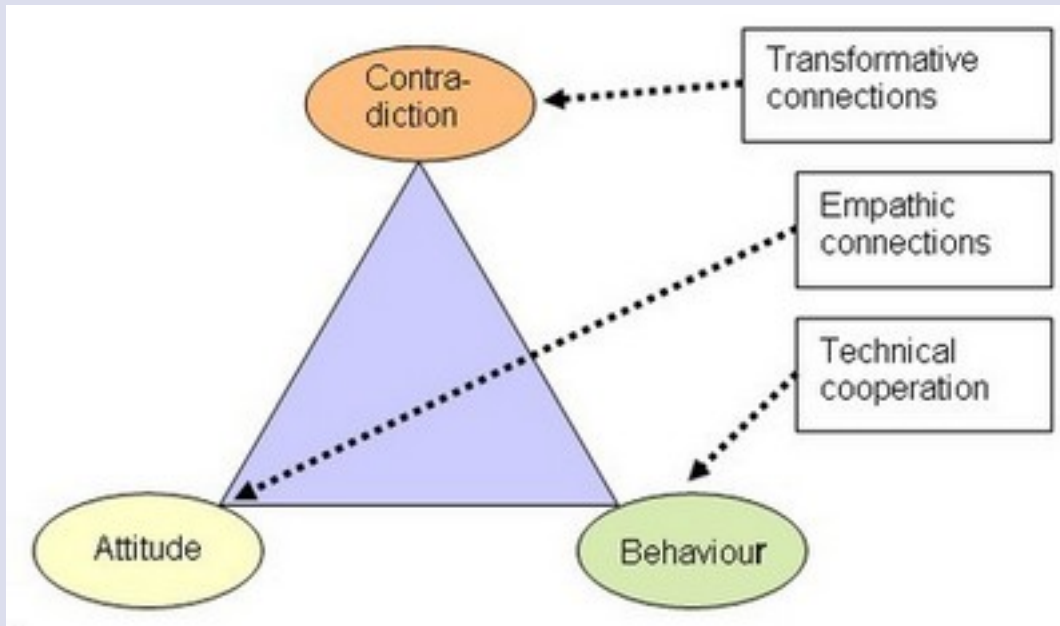 Contra-
diction
Transformative
connections
Empathic
connections
Technical
cooperation
Attitude
Behaviour